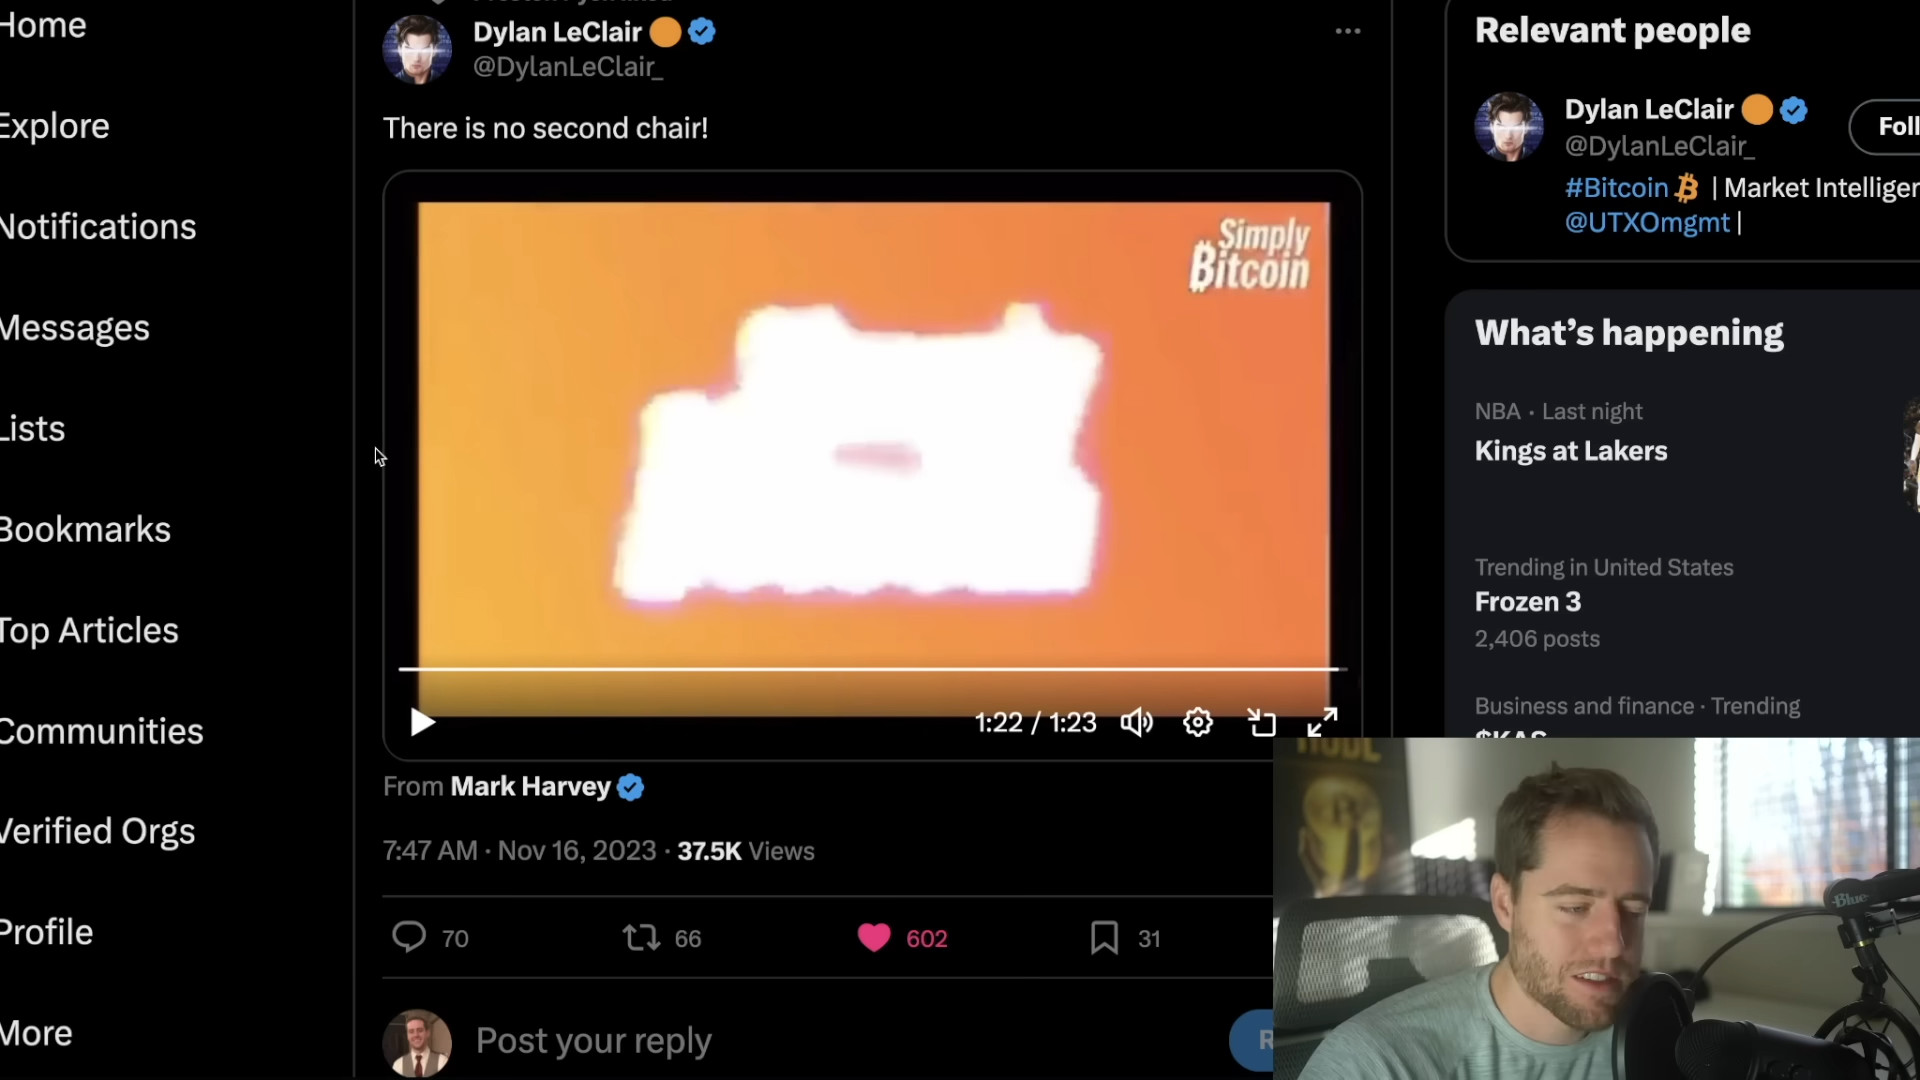 Home
Explore
Notifications
Messages
Lists
Bookmarks
Top Articles
Communities
Verified Orgs
Profile
More
Dylan LeClair
@DylanLeClair_
There is no second chair!
Simply
Bitcoin
1:22 / 1:23
From Mark Harvey
7:47 AM · Nov 16, 2023 · 37.5K Views
70
66
602
31
Post your reply
Relevant people
Dylan LeClair
@DylanLeClair_
Foll
#Bitcoin | Market Intelligen
@UTXOmgmt |
What's happening
NBA · Last night
Kings at Lakers
Trending in United States
Frozen 3
2,406 posts
Business and finance · Trending
$KAS
HODL
Blue